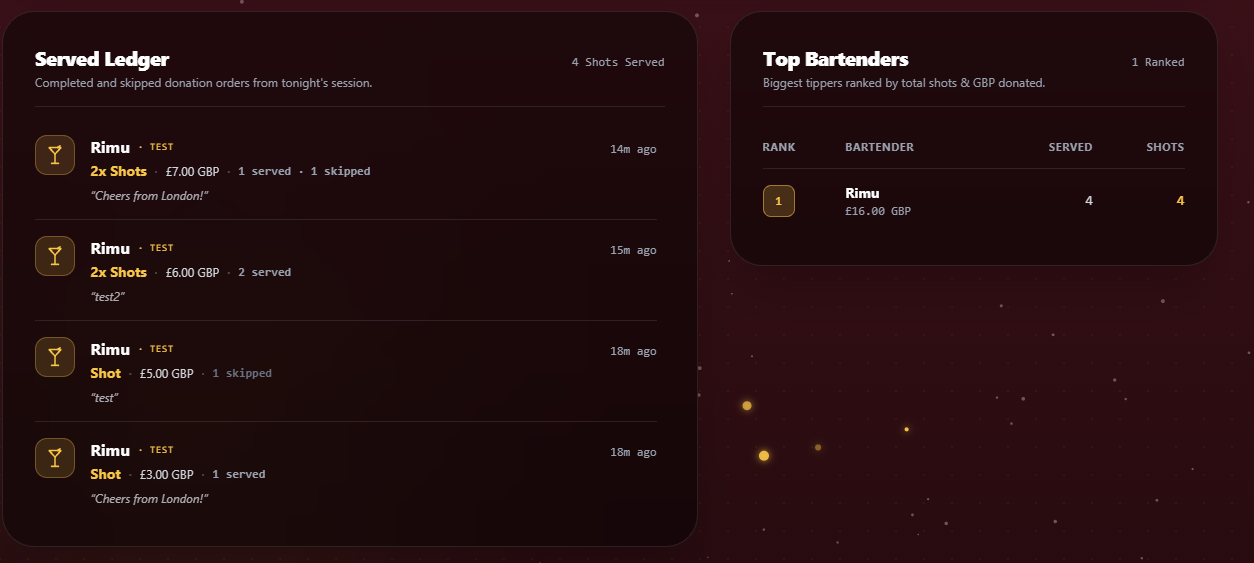 Served Ledger
4 Shots Served
Completed and skipped donation orders from tonight's session.
Rimu · TEST
14m ago
2x Shots · £7.00 GBP · 1 served · 1 skipped
“Cheers from London!”
Rimu · TEST
15m ago
2x Shots · £6.00 GBP · 2 served
“test2”
Rimu · TEST
18m ago
Shot · £5.00 GBP · 1 skipped
“test”
Rimu · TEST
18m ago
Shot · £3.00 GBP · 1 served
“Cheers from London!”
Top Bartenders
1 Ranked
Biggest tippers ranked by total shots & GBP donated.
RANK BARTENDER SERVED SHOTS
1 Rimu 4 4
£16.00 GBP